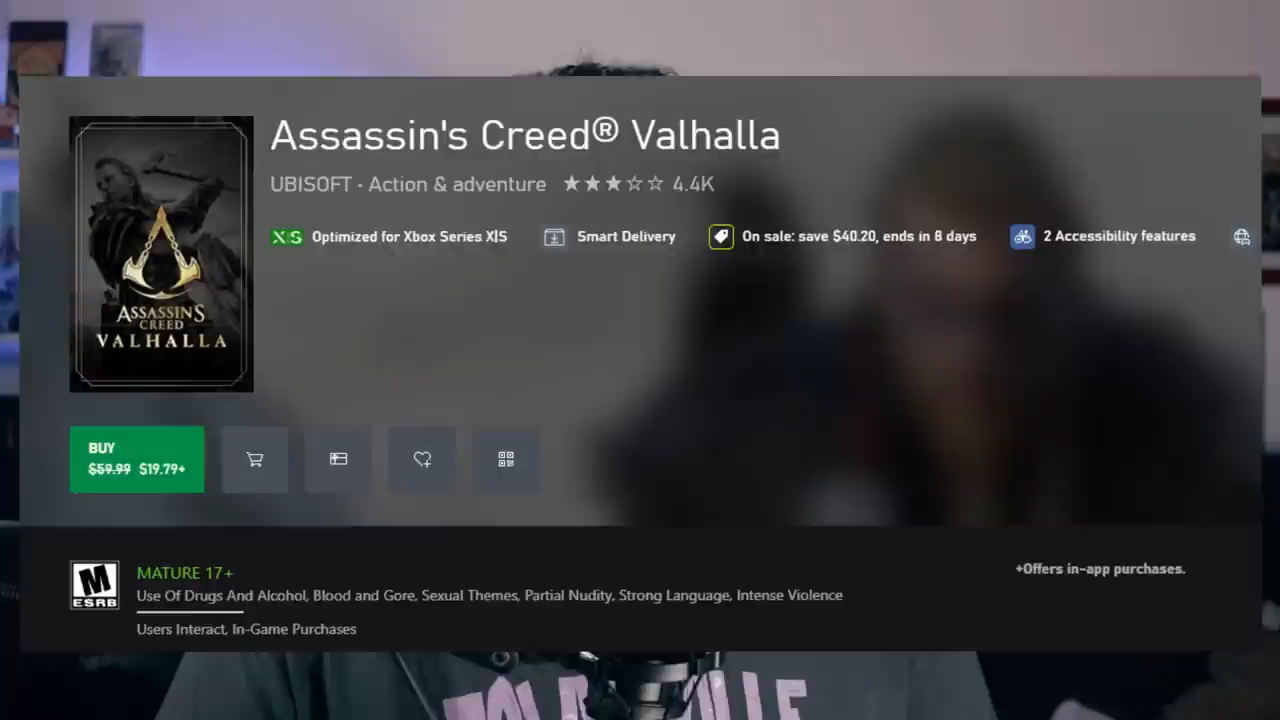 Assassin's Creed® Valhalla
UBISOFT · Action & adventure ★★★☆☆ 4.4K
X|S Optimized for Xbox Series X|S Smart Delivery On sale: save $40.20, ends in 8 days 2 Accessibility features
ASSASSIN'S
CREED
VALHALLA
BUY
$59.99 $19.79+
M
ESRB
MATURE 17+
Use Of Drugs And Alcohol, Blood and Gore, Sexual Themes, Partial Nudity, Strong Language, Intense Violence
Users Interact, In-Game Purchases
+Offers in-app purchases.